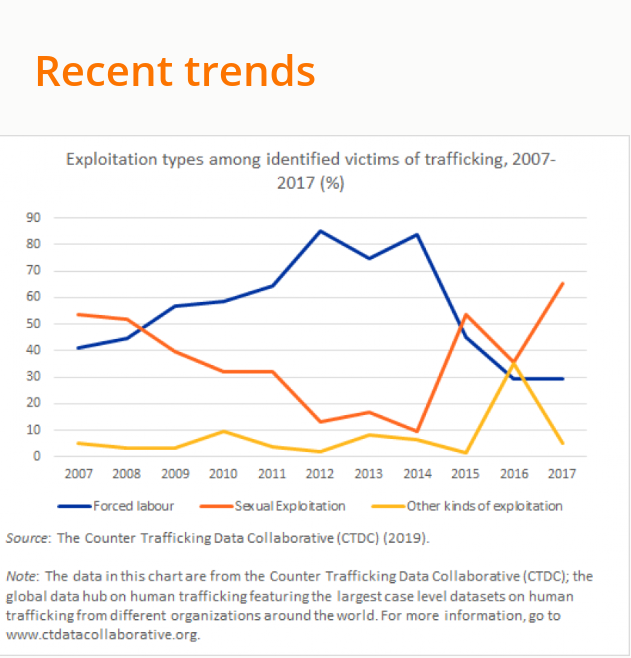 Recent trends
Exploitation types among identified victims of trafficking, 2007-
2017 (%)
90
80
70
60
50
40
30
20
10
0
2007 2008 2009 2010 2011 2012 2013 2014 2015 2016 2017
Forced labour Sexual Exploitation Other kinds of exploitation
Source: The Counter Trafficking Data Collaborative (CTDC) (2019).
Note: The data in this chart are from the Counter Trafficking Data Collaborative (CTDC); the
global data hub on human trafficking featuring the largest case level datasets on human
trafficking from different organizations around the world. For more information, go to
www.ctdatacollaborative.org.